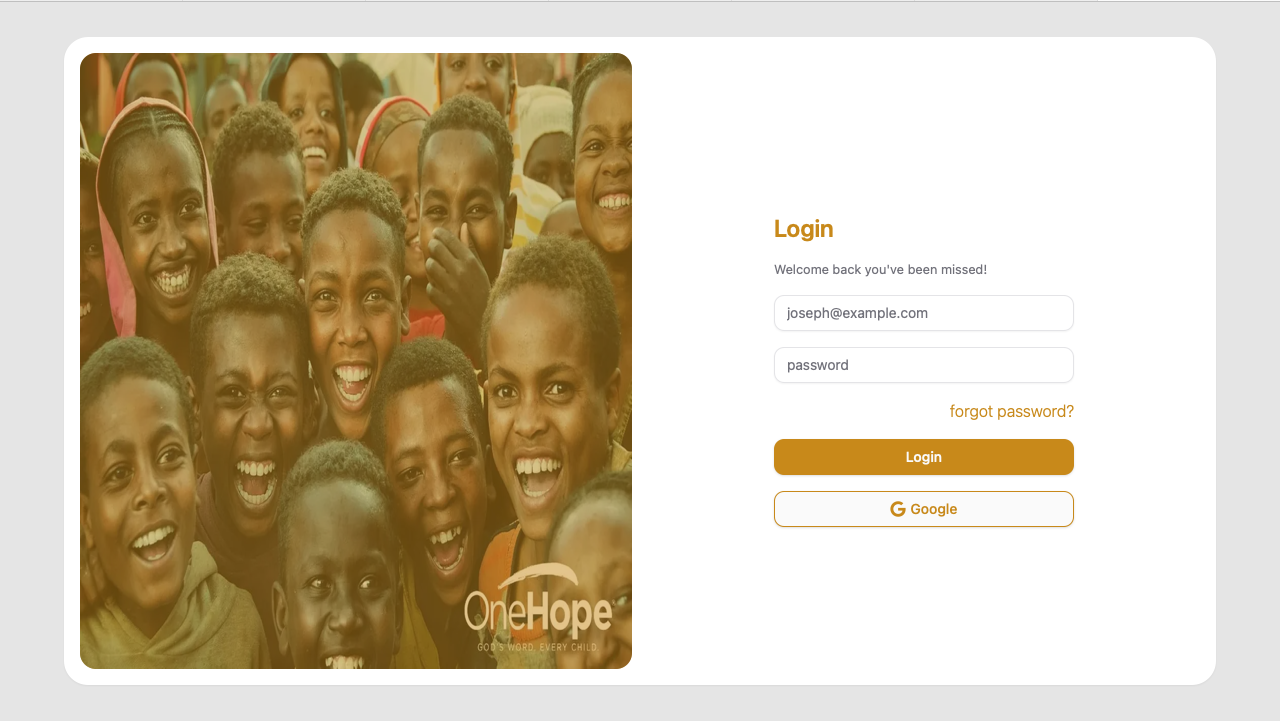 Login
Welcome back you've been missed!
joseph@example.com
password
forgot password?
Login
Google
OneHope
GOD'S WORD. EVERY CHILD.